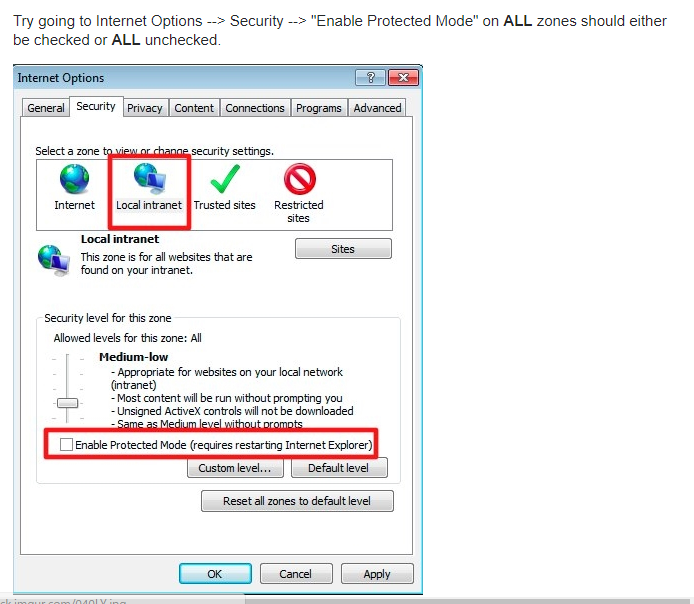 Try going to Internet Options --> Security --> "Enable Protected Mode" on ALL zones should either
be checked or ALL unchecked.
Internet Options
?
General Security Privacy Content Connections Programs Advanced
Select a zone to view or change security settings.
Internet Local intranet Trusted sites Restricted
sites
Local intranet
This zone is for all websites that are
found on your intranet.
Sites
Security level for this zone
Allowed levels for this zone: All
Medium-low
- Appropriate for websites on your local network
(intranet)
- Most content will be run without prompting you
- Unsigned ActiveX controls will not be downloaded
- Same as Medium level without prompts
Enable Protected Mode (requires restarting Internet Explorer)
Custom level... Default level
Reset all zones to default level
OK Cancel Apply